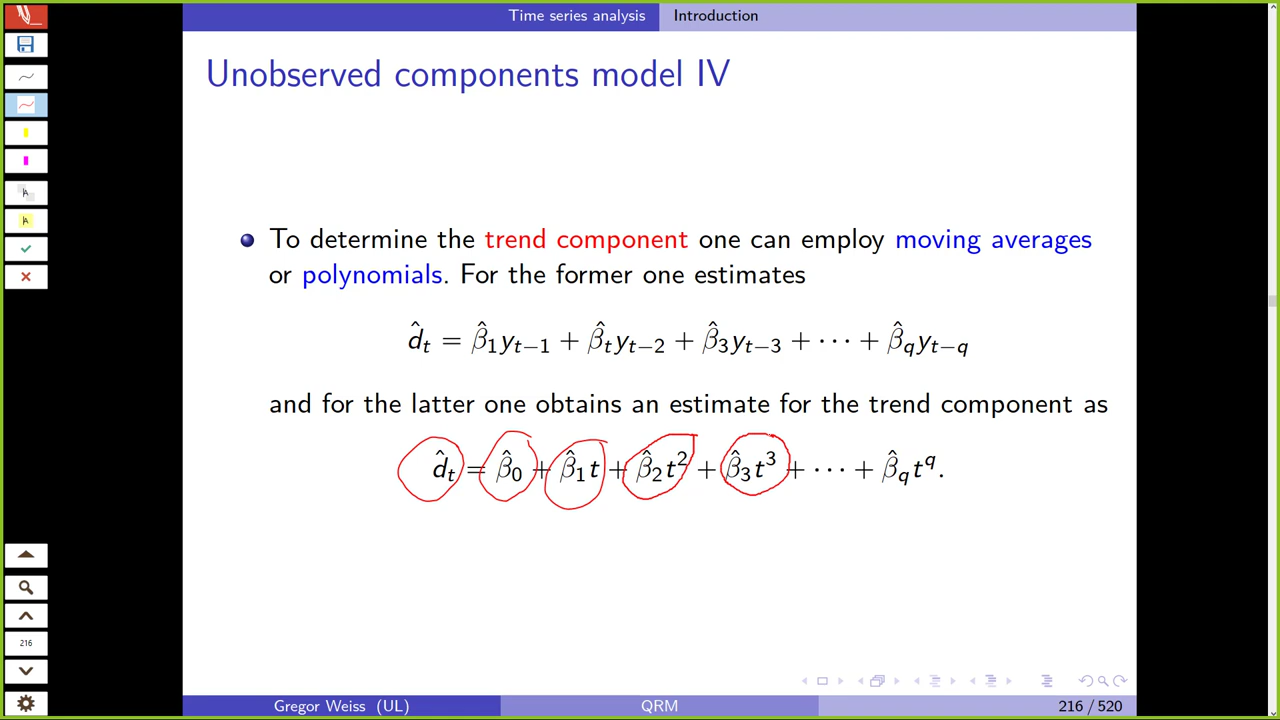 Time series analysis Introduction
Unobserved components model IV
To determine the trend component one can employ moving averages
or polynomials. For the former one estimates
d̂ₜ = β̂₁yₜ₋₁ + β̂ₜyₜ₋₂ + β̂₃yₜ₋₃ + ··· + β̂_q y_{t−q}
and for the latter one obtains an estimate for the trend component as
d̂ₜ = β̂₀ + β̂₁t + β̂₂t² + β̂₃t³ + ··· + β̂_q t^q.
216
Gregor Weiss (UL) QRM 216 / 520